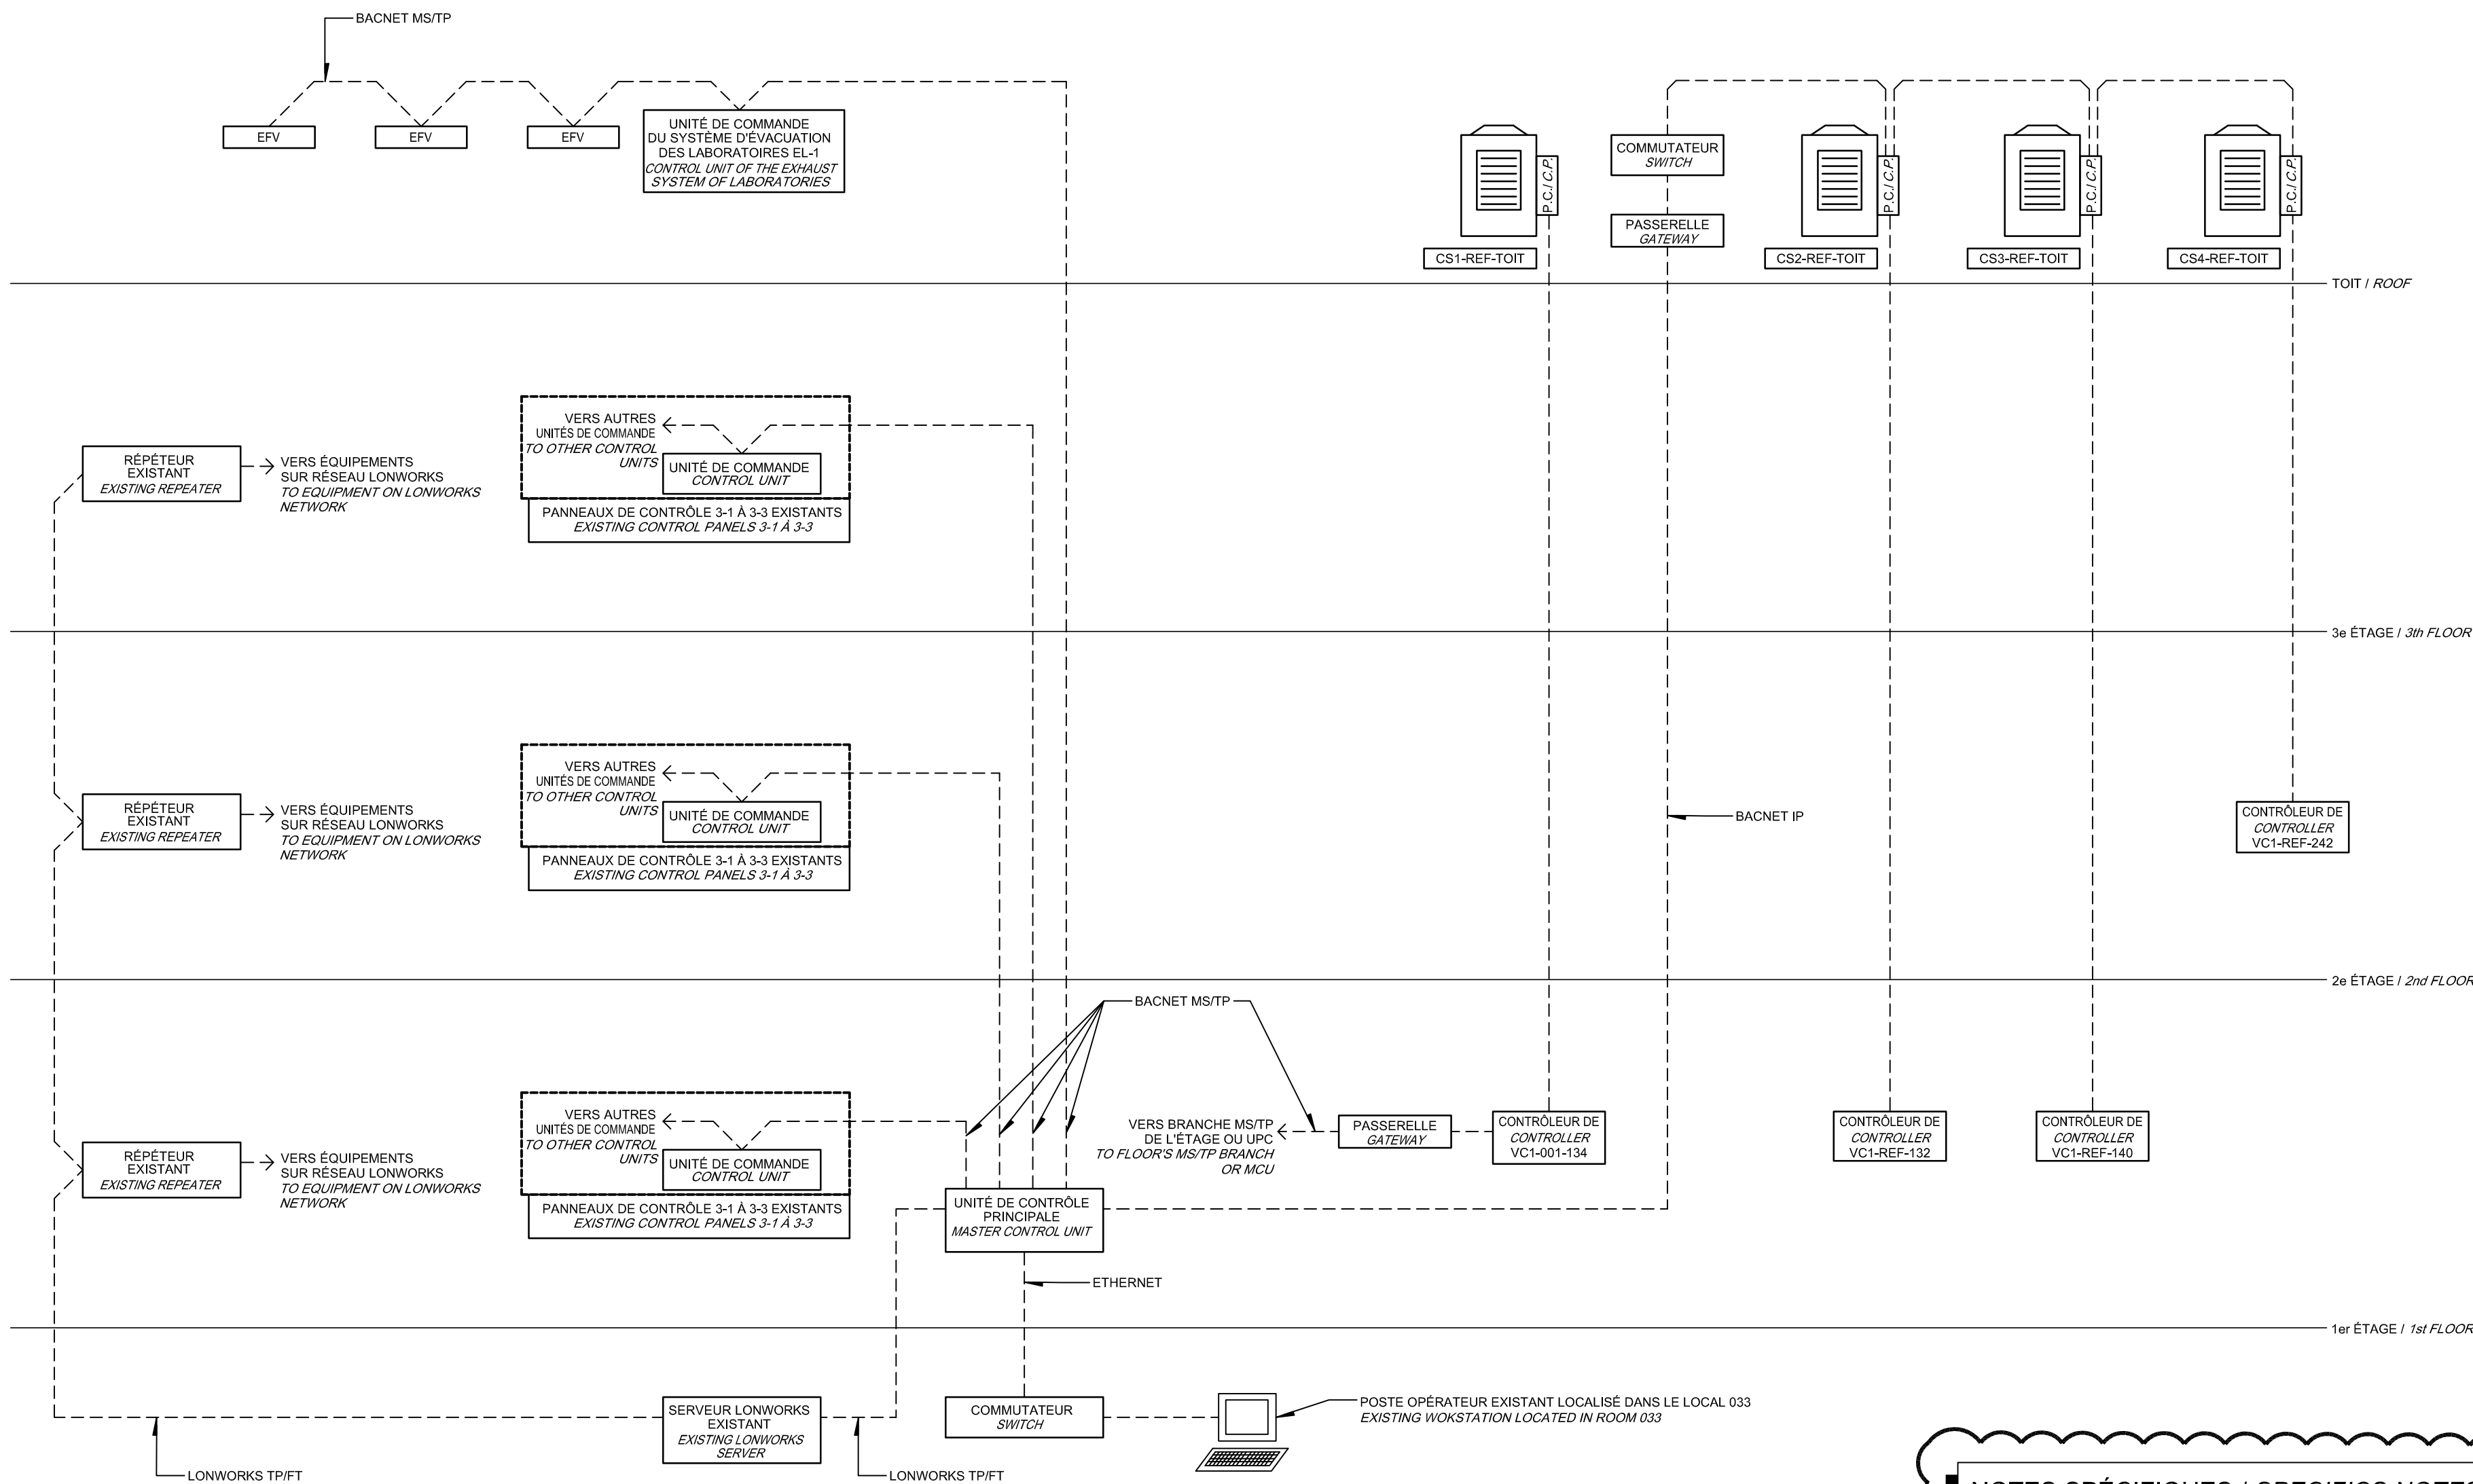 BACNET MS/TP
EFV
EFV
EFV
UNITÉ DE COMMANDE
DU SYSTÈME D'ÉVACUATION
DES LABORATOIRES EL-1
CONTROL UNIT OF THE EXHAUST
SYSTEM OF LABORATORIES
P.C./ C.P.
CS1-REF-TOIT
COMMUTATEUR
SWITCH
PASSERELLE
GATEWAY
P.C./ C.P.
CS2-REF-TOIT
P.C./ C.P.
CS3-REF-TOIT
P.C./ C.P.
CS4-REF-TOIT
TOIT / ROOF
RÉPÉTEUR
EXISTANT
EXISTING REPEATER
VERS ÉQUIPEMENTS
SUR RÉSEAU LONWORKS
TO EQUIPMENT ON LONWORKS
NETWORK
VERS AUTRES
UNITÉS DE COMMANDE
TO OTHER CONTROL
UNITS
UNITÉ DE COMMANDE
CONTROL UNIT
PANNEAUX DE CONTRÔLE 3-1 À 3-3 EXISTANTS
EXISTING CONTROL PANELS 3-1 À 3-3
3e ÉTAGE / 3th FLOOR
RÉPÉTEUR
EXISTANT
EXISTING REPEATER
VERS ÉQUIPEMENTS
SUR RÉSEAU LONWORKS
TO EQUIPMENT ON LONWORKS
NETWORK
VERS AUTRES
UNITÉS DE COMMANDE
TO OTHER CONTROL
UNITS
UNITÉ DE COMMANDE
CONTROL UNIT
PANNEAUX DE CONTRÔLE 3-1 À 3-3 EXISTANTS
EXISTING CONTROL PANELS 3-1 À 3-3
BACNET IP
CONTRÔLEUR DE
CONTROLLER
VC1-REF-242
2e ÉTAGE / 2nd FLOOR
BACNET MS/TP
RÉPÉTEUR
EXISTANT
EXISTING REPEATER
VERS ÉQUIPEMENTS
SUR RÉSEAU LONWORKS
TO EQUIPMENT ON LONWORKS
NETWORK
VERS AUTRES
UNITÉS DE COMMANDE
TO OTHER CONTROL
UNITS
UNITÉ DE COMMANDE
CONTROL UNIT
PANNEAUX DE CONTRÔLE 3-1 À 3-3 EXISTANTS
EXISTING CONTROL PANELS 3-1 À 3-3
UNITÉ DE CONTRÔLE
PRINCIPALE
MASTER CONTROL UNIT
VERS BRANCHE MS/TP
DE L'ÉTAGE OU UPC
TO FLOOR'S MS/TP BRANCH
OR MCU
PASSERELLE
GATEWAY
CONTRÔLEUR DE
CONTROLLER
VC1-001-134
CONTRÔLEUR DE
CONTROLLER
VC1-REF-132
CONTRÔLEUR DE
CONTROLLER
VC1-REF-140
ETHERNET
1er ÉTAGE / 1st FLOOR
SERVEUR LONWORKS
EXISTANT
EXISTING LONWORKS
SERVER
COMMUTATEUR
SWITCH
POSTE OPÉRATEUR EXISTANT LOCALISÉ DANS LE LOCAL 033
EXISTING WOKSTATION LOCATED IN ROOM 033
LONWORKS TP/FT
LONWORKS TP/FT
NOTES SPÉCIFIQUES / SPECIFICS NOTES